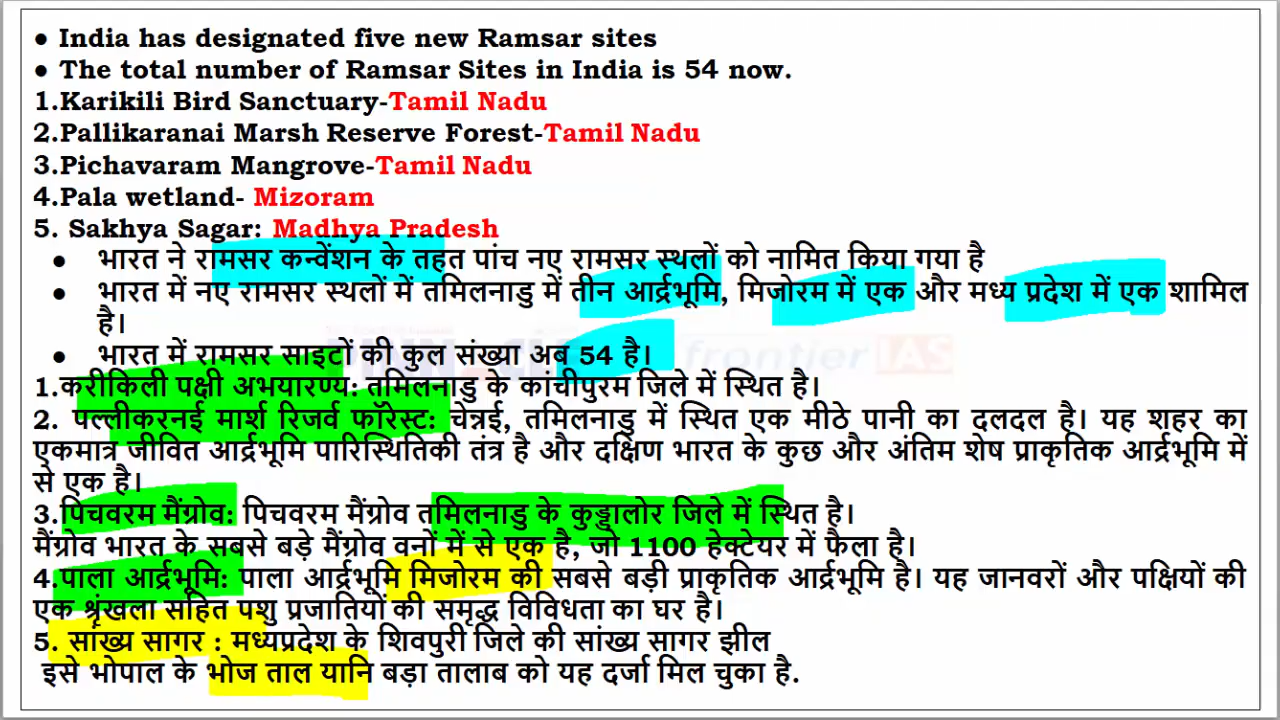 ● India has designated five new Ramsar sites
● The total number of Ramsar Sites in India is 54 now.
1.Karikili Bird Sanctuary-Tamil Nadu
2.Pallikaranai Marsh Reserve Forest-Tamil Nadu
3.Pichavaram Mangrove-Tamil Nadu
4.Pala wetland- Mizoram
5. Sakhya Sagar: Madhya Pradesh
● भारत ने रामसर कन्वेंशन के तहत पांच नए रामसर स्थलों को नामित किया गया है
● भारत में नए रामसर स्थलों में तमिलनाडु में तीन आर्द्रभूमि, मिजोरम में एक और मध्य प्रदेश में एक शामिल
है।
● भारत में रामसर साइटों की कुल संख्या अब 54 है।
frontier IAS
1.करीकिली पक्षी अभयारण्य: तमिलनाडु के कांचीपुरम जिले में स्थित है।
2. पल्लीकरनई मार्श रिजर्व फॉरेस्ट: चेन्नई, तमिलनाडु में स्थित एक मीठे पानी का दलदल है। यह शहर का
एकमात्र जीवित आर्द्रभूमि पारिस्थितिकी तंत्र है और दक्षिण भारत के कुछ और अंतिम शेष प्राकृतिक आर्द्रभूमि में
से एक है।
3.पिचवरम मैंग्रोव: पिचवरम मैंग्रोव तमिलनाडु के कुड्डालोर जिले में स्थित है।
मैंग्रोव भारत के सबसे बड़े मैंग्रोव वनों में से एक है, जो 1100 हेक्टेयर में फैला है।
4.पाला आर्द्रभूमि: पाला आर्द्रभूमि मिजोरम की सबसे बड़ी प्राकृतिक आर्द्रभूमि है। यह जानवरों और पक्षियों की
एक श्रृंखला सहित पशु प्रजातियों की समृद्ध विविधता का घर है।
5. सांख्य सागर : मध्यप्रदेश के शिवपुरी जिले की सांख्य सागर झील
इसे भोपाल के भोज ताल यानि बड़ा तालाब को यह दर्जा मिल चुका है.